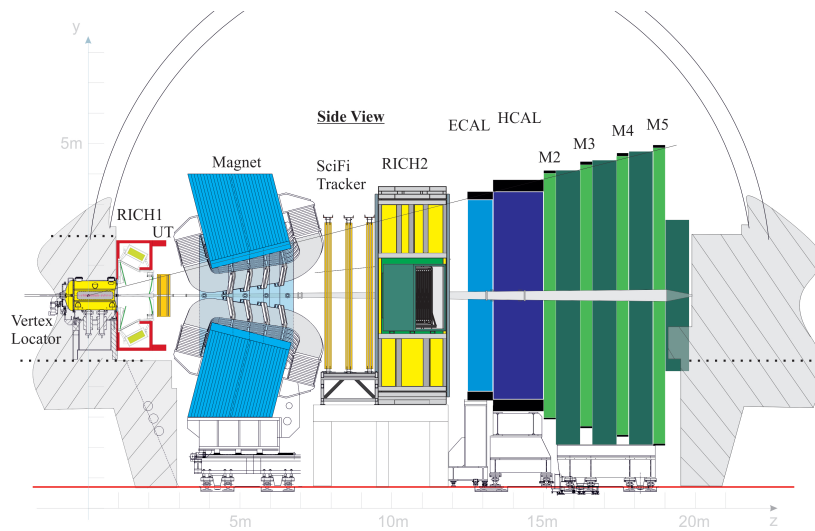 y
5m
Side View
ECAL
HCAL
M2
M3
M4
M5
Magnet
SciFi
Tracker
RICH2
RICH1
UT
Vertex
Locator
5m
10m
15m
20m
z